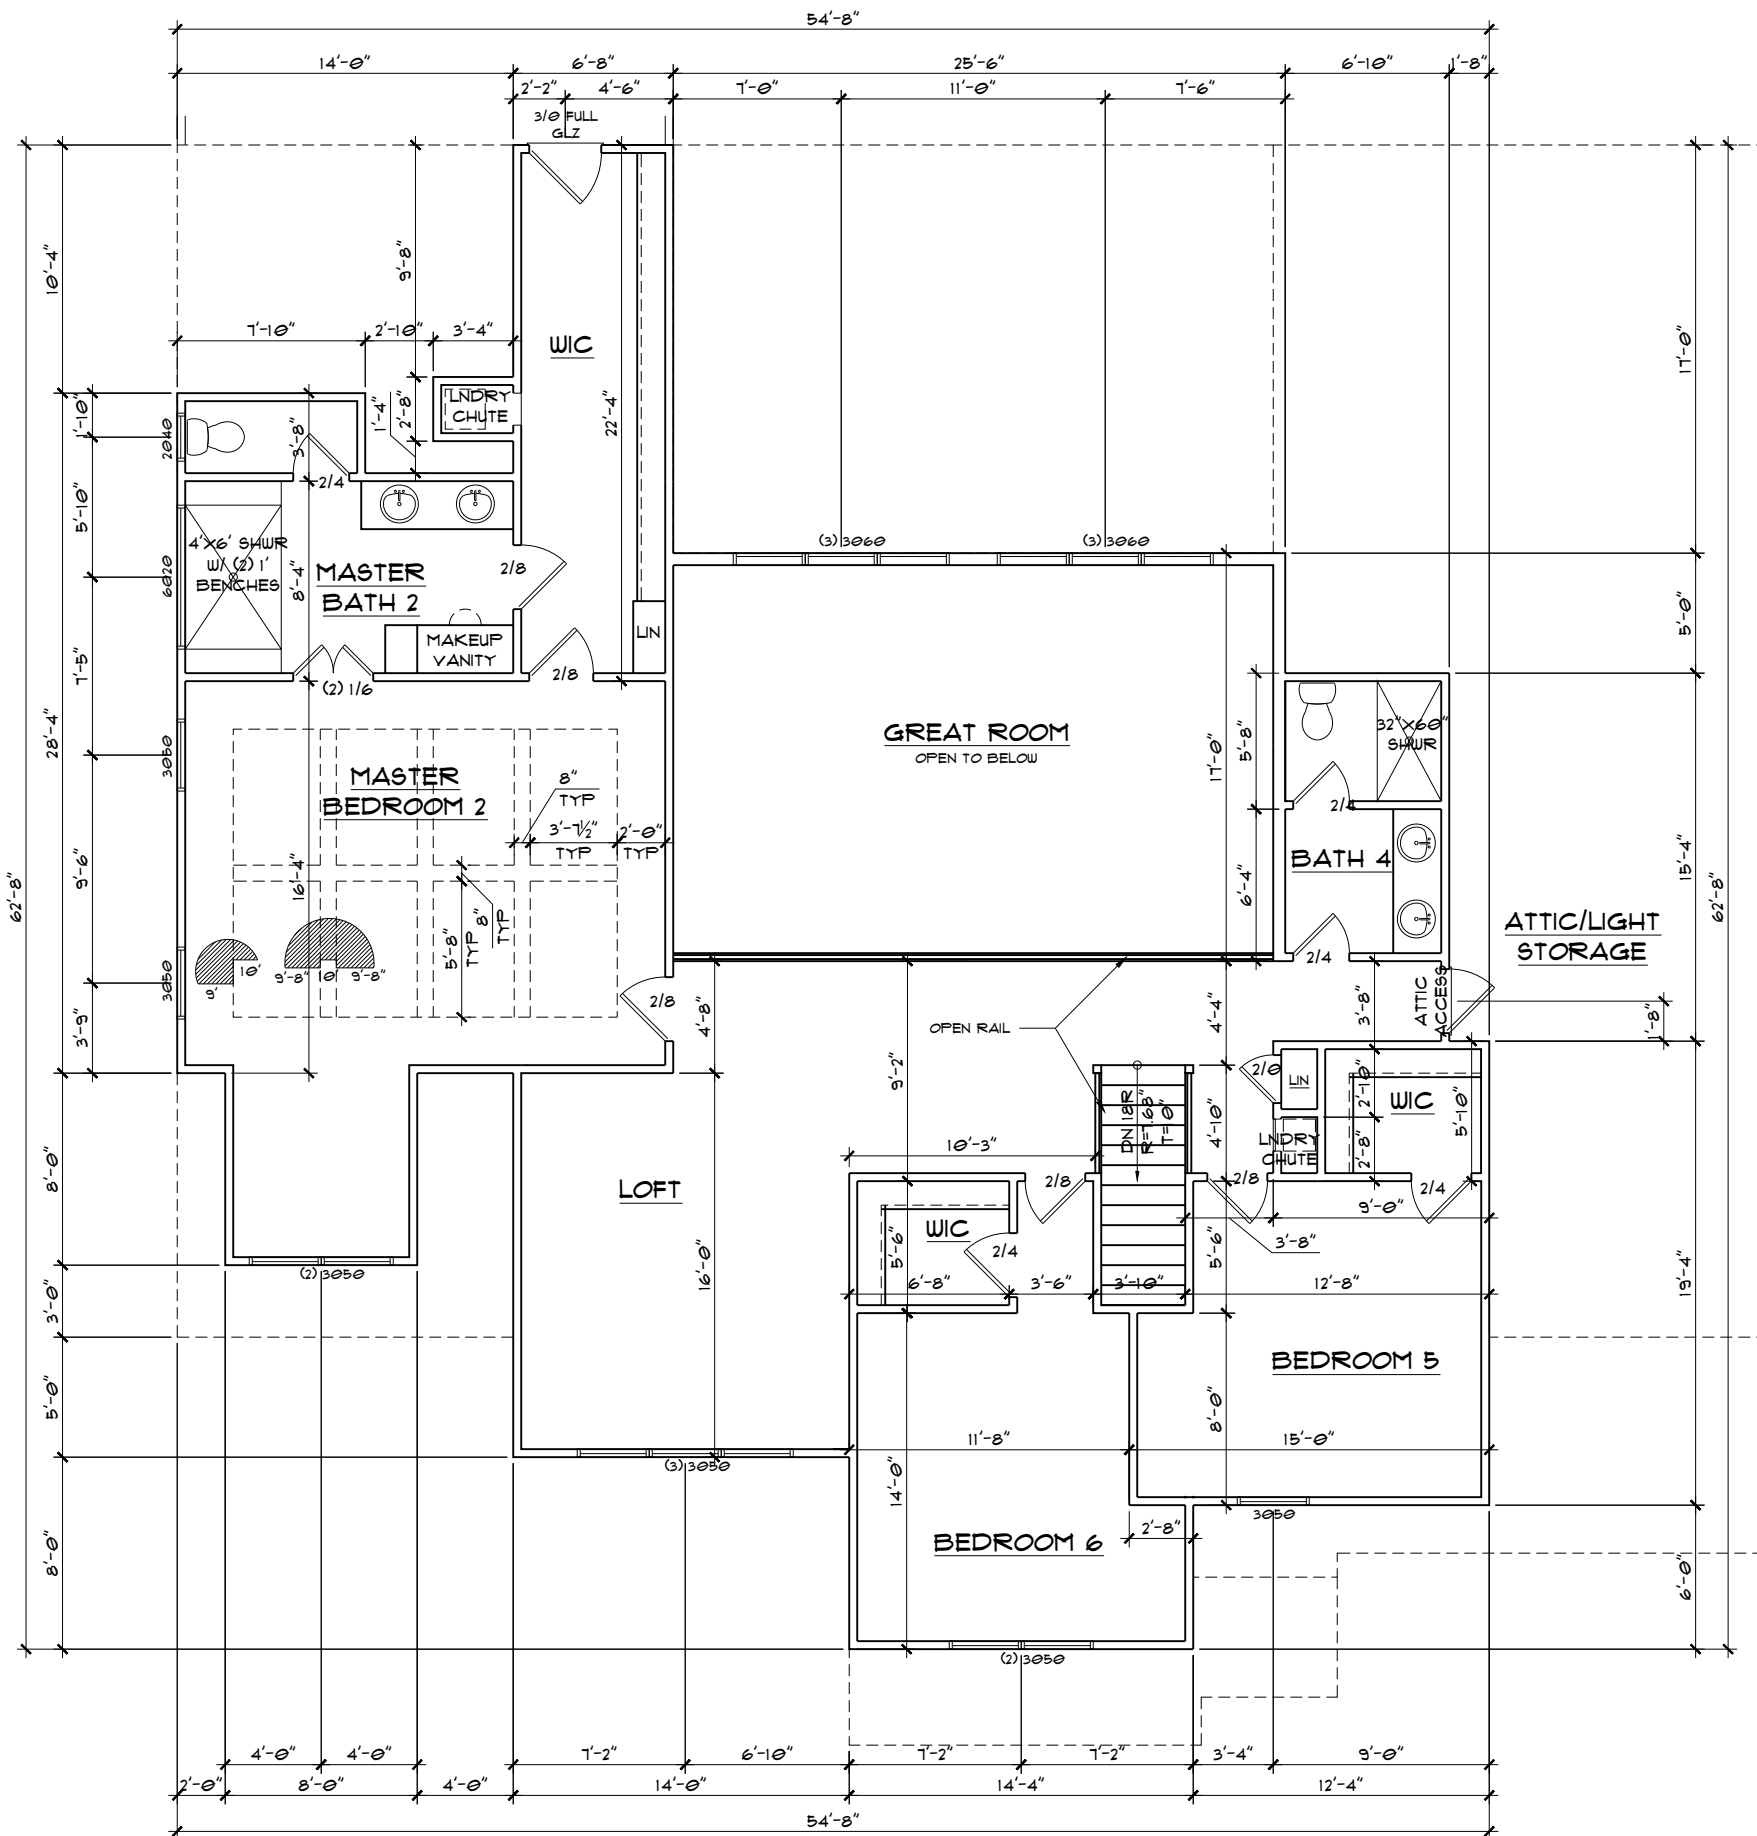 54'-8"
14'-0"
6'-8"
25'-6"
6'-10"
1'-8"
2'-2"
4'-6"
7'-0"
11'-0"
7'-6"
3/0 FULL
GLZ
10'-4"
9'-8"
17'-0"
7'-10"
2'-10"
3'-4"
WIC
LNDRY
CHUTE
1'-4"
2'-8"
22'-4"
1'-10"
2040
3'-8"
2/4
5'-10"
4'X6' SHWR
W/ (2) 1'
BENCHES
6020
8'-4"
MASTER
BATH 2
2/8
MAKEUP
VANITY
LIN
(3) 3060
(3) 3060
5'-0"
7'-5"
(2) 1/6
2/8
28'-4"
3050
MASTER
BEDROOM 2
8"
TYP
3'-7½"
TYP
2'-0"
TYP
GREAT ROOM
OPEN TO BELOW
17'-0"
5'-8"
32"X60"
SHWR
2/4
62'-8"
9'-6"
16'-4"
5'-8"
TYP
8"
TYP
9'
10'
9'-8"
10'
9'-8"
3050
2/8
6'-4"
BATH 4
15'-4"
62'-8"
ATTIC/LIGHT
STORAGE
2/4
3'-9"
4'-8"
OPEN RAIL
4'-4"
3'-8"
ATTIC
ACCESS
1'-8"
9'-2"
2/0
LIN
2'-10"
WIC
5'-10"
DN 18R
R=7.68"
T=10"
4'-10"
LNDRY
CHUTE
2'-8"
8'-0"
LOFT
10'-3"
2/8
2/8
2/4
9'-0"
3'-8"
WIC
5'-6"
2/4
5'-6"
16'-0"
6'-8"
3'-6"
3'-10"
12'-8"
19'-4"
(2) 3050
3'-0"
BEDROOM 5
5'-0"
8'-0"
11'-8"
15'-0"
(3) 3050
14'-0"
3050
2'-8"
BEDROOM 6
8'-0"
6'-0"
(2) 3050
4'-0"
4'-0"
7'-2"
6'-10"
7'-2"
7'-2"
3'-4"
9'-0"
2'-0"
8'-0"
4'-0"
14'-0"
14'-4"
12'-4"
54'-8"